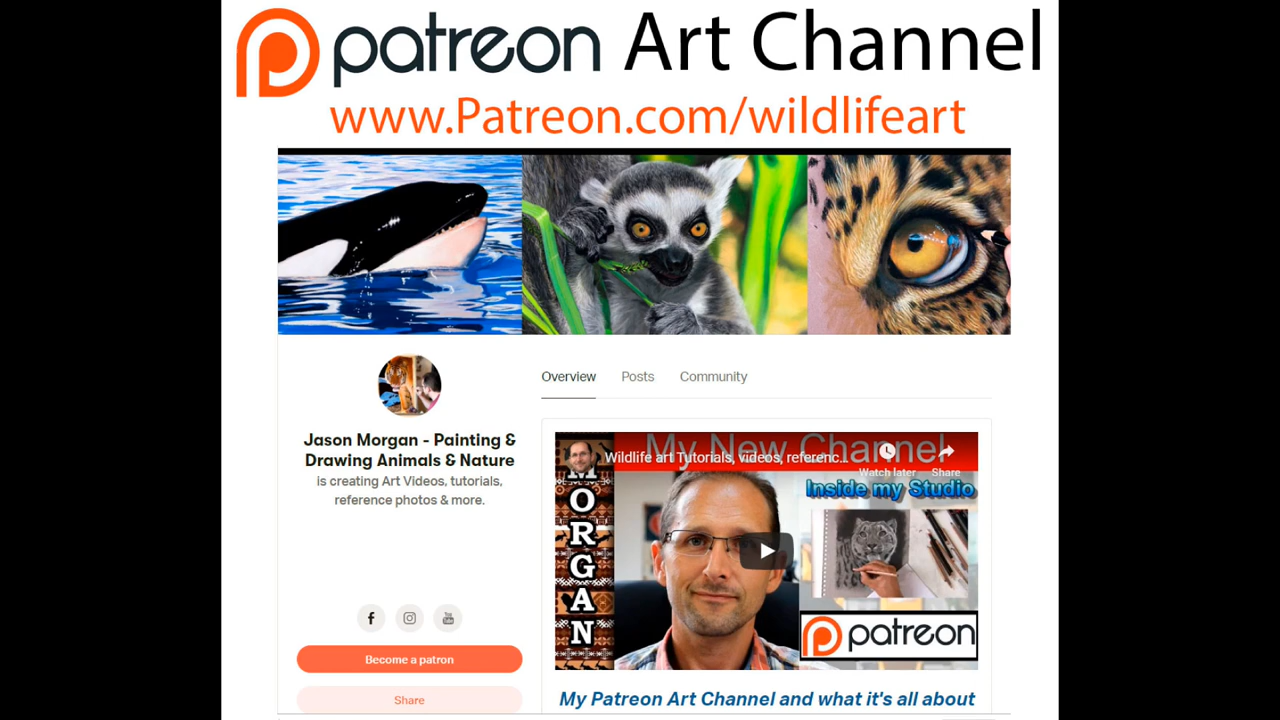 patreon Art Channel
www.Patreon.com/wildlifeart
Overview Posts Community
Jason Morgan - Painting &
Drawing Animals & Nature
is creating Art Videos, tutorials,
reference photos & more.
Become a patron
Share
My New Channel
Wildlife art Tutorials, videos, referenc...
Watch later Share
MORGAN
Inside my Studio
patreon
My Patreon Art Channel and what it's all about